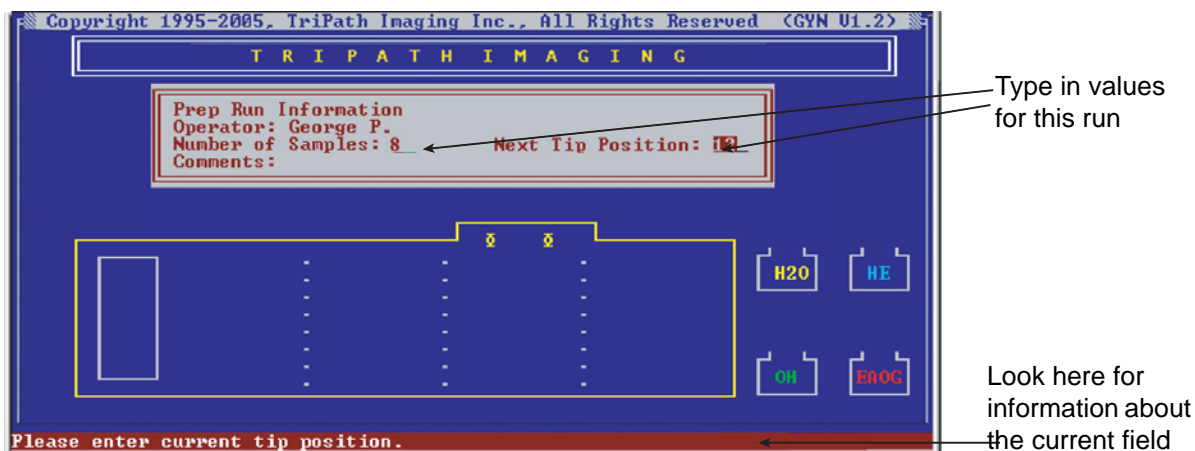 Copyright 1995-2005, TriPath Imaging Inc., All Rights Reserved (GYN V1.2)
T R I P A T H I M A G I N G
Prep Run Information
Operator: George P.
Number of Samples: 8 Next Tip Position: 12
Comments:
Type in values
for this run
H2O HE
OH EAOG
Please enter current tip position.
Look here for
information about
the current field